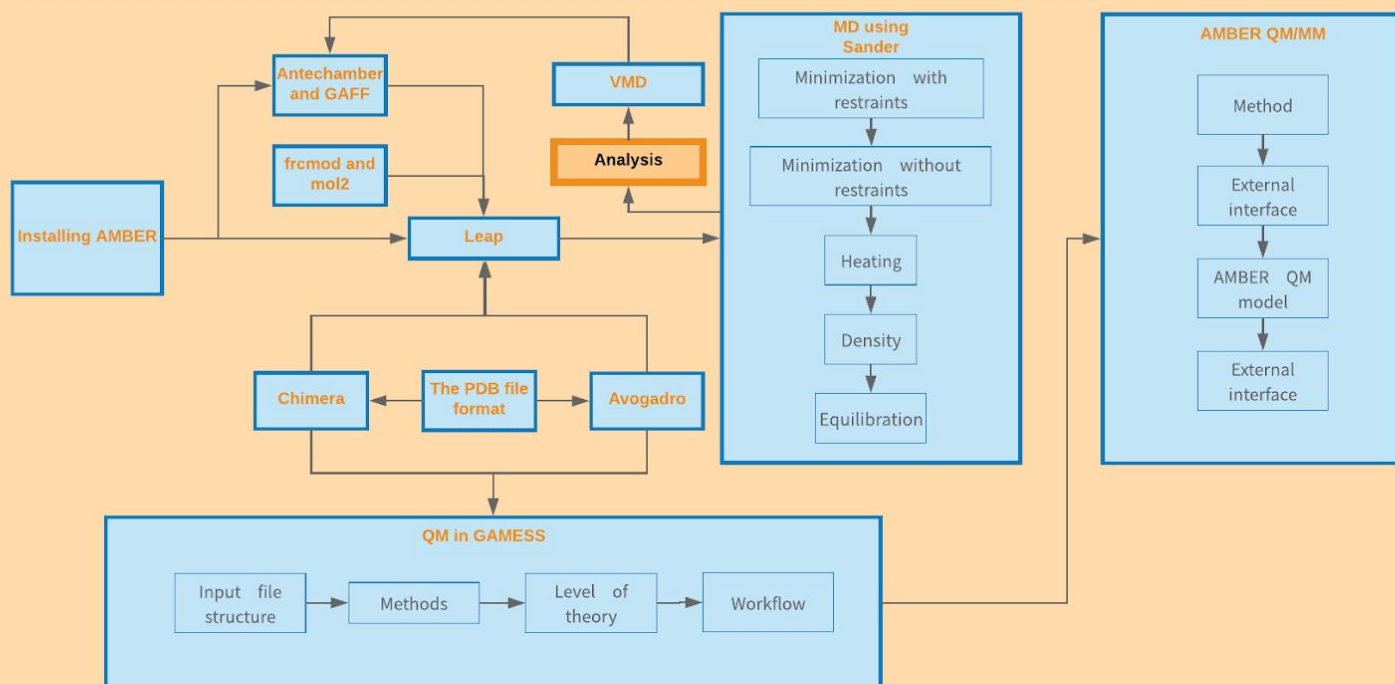 MD using
Sander
AMBER QM/MM
Antechamber
and GAFF
VMD
Minimization with
restraints
Method
Analysis
frcmod and
mol2
Minimization without
restraints
External
interface
Installing AMBER
Leap
Heating
AMBER QM
model
Density
External
interface
Chimera
The PDB file
format
Avogadro
Equilibration
QM in GAMESS
Input file
structure
Methods
Level of
theory
Workflow